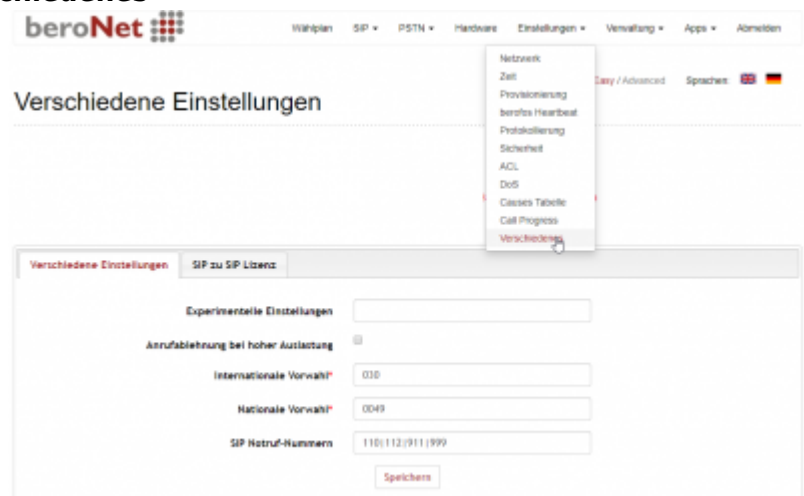 beroNet
Wählplan SIP PSTN Hardware Einstellungen Verwaltung Apps Abmelden
Netzwerk
Zeit
Provisionierung
berofos Heartbeat
Protokollierung
Sicherheit
ACL
DoS
Causes Tabelle
Call Progress
Verschiedenes
Easy / Advanced Sprachen:
Verschiedene Einstellungen
Verschiedene Einstellungen SIP zu SIP Lizenz
Experimentelle Einstellungen
Anrufablehnung bei hoher Auslastung
Internationale Vorwahl* 030
Nationale Vorwahl* 0049
SIP Notruf-Nummern 110|112|911|999
Speichern